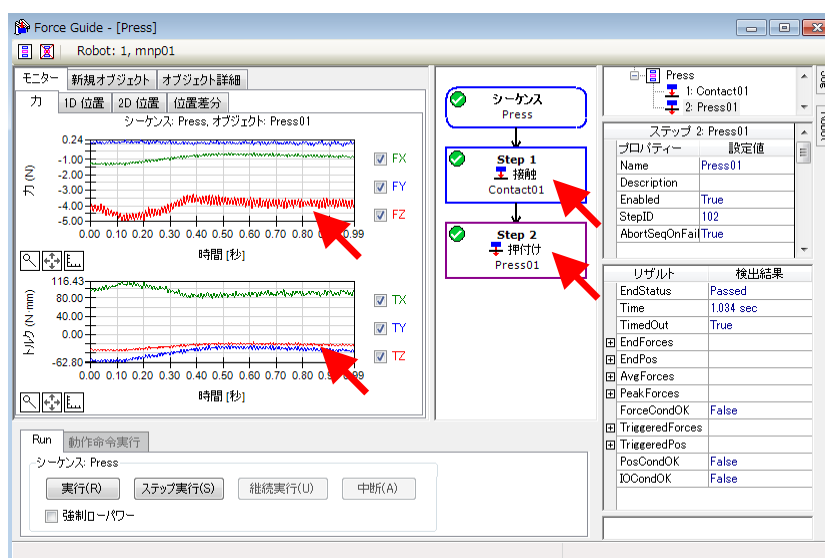 Force Guide - [Press]
Robot: 1, mnp01
モニター 新規オブジェクト オブジェクト詳細
力 1D 位置 2D 位置 位置差分
シーケンス: Press, オブジェクト: Press01
力 (N)
0.24
-1.00
-2.00
-3.00
-4.00
-5.00
FX
FY
FZ
0.00 0.10 0.20 0.30 0.40 0.50 0.60 0.70 0.80 0.99
時間 [秒]
トルク (N·mm)
116.43
80.00
40.00
0.00
-62.80
TX
TY
TZ
0.00 0.10 0.20 0.30 0.40 0.50 0.60 0.70 0.80
時間 [秒]
シーケンス
Press
Step 1
接触
Contact01
Step 2
押付け
Press01
Press
1: Contact01
2: Press01
ステップ 2: Press01
プロパティー 設定値
Name Press01
Description
Enabled True
StepID 102
AbortSeqOnFail True
リザルト 検出結果
EndStatus Passed
Time 1.034 sec
TimedOut True
EndForces
EndPos
AvgForces
PeakForces
ForceCondOK False
TriggeredForces
TriggeredPos
PosCondOK False
IOCondOK False
Run 動作命令実行
シーケンス: Press
実行(R) ステップ実行(S) 継続実行(U) 中断(A)
強制ローパワー